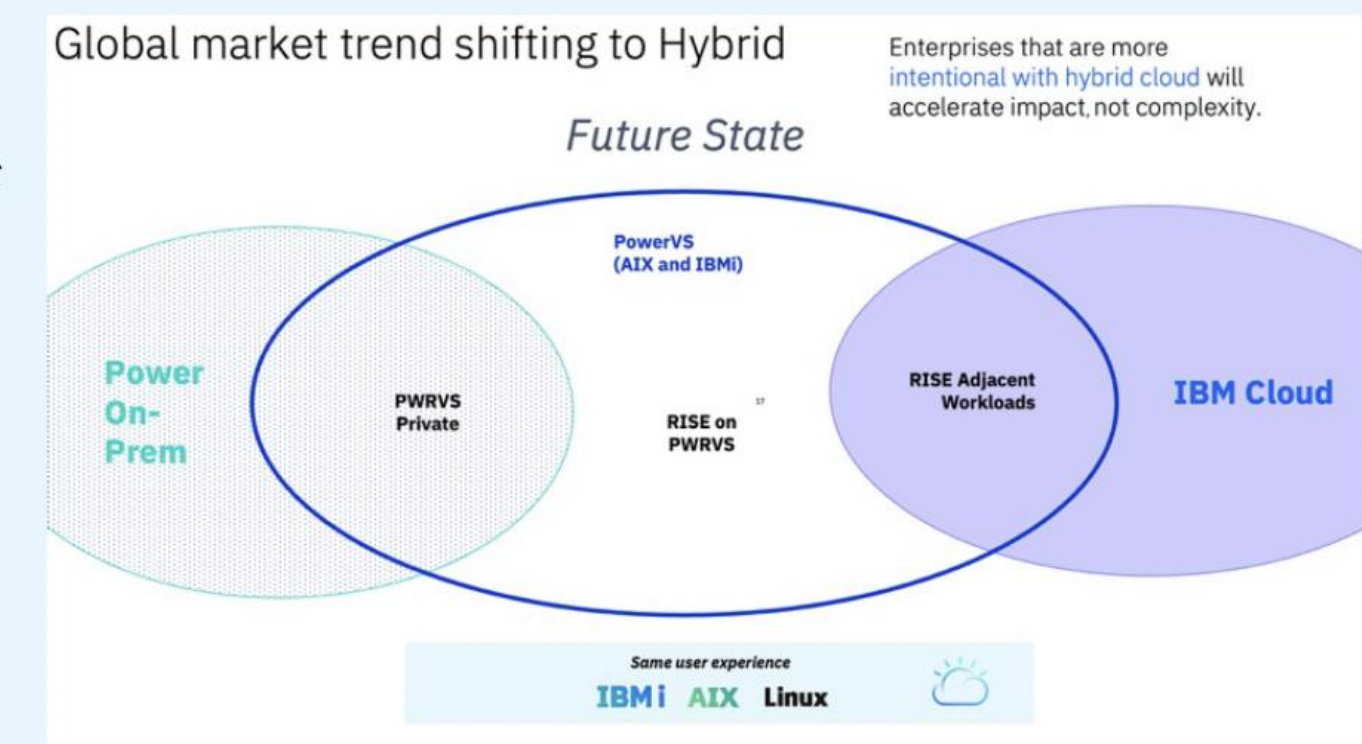 Global market trend shifting to Hybrid
Enterprises that are more
intentional with hybrid cloud will
accelerate impact, not complexity.
Future State
PowerVS
(AIX and IBMi)
Power
On-
Prem
PWRVS
Private
17
RISE on
PWRVS
RISE Adjacent
Workloads
IBM Cloud
Same user experience
IBM i AIX Linux